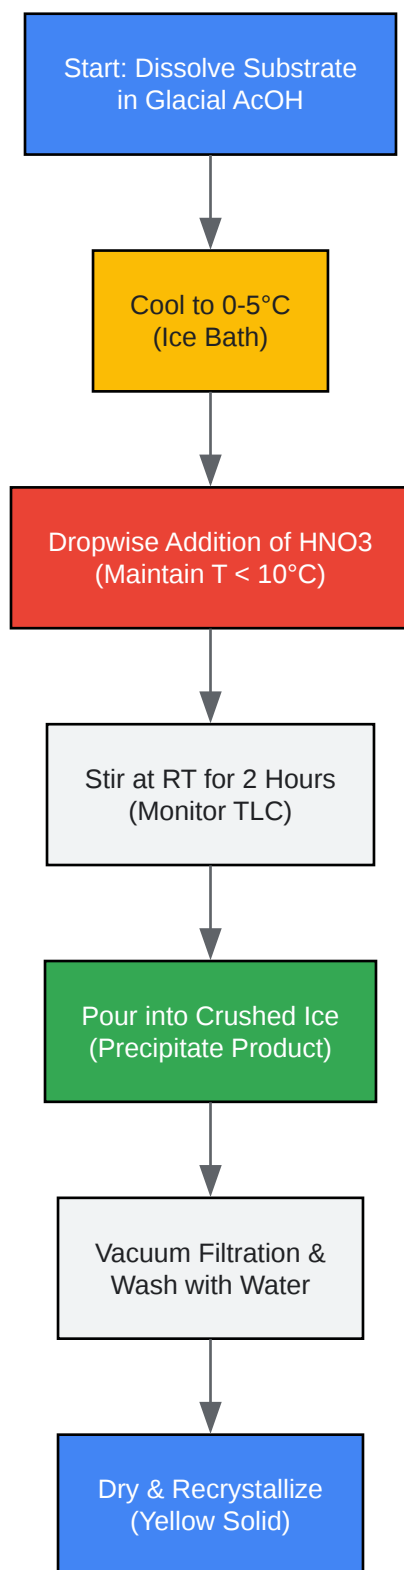 Start: Dissolve Substrate
in Glacial AcOH
Cool to 0-5°C
(Ice Bath)
Dropwise Addition of HNO3
(Maintain T < 10°C)
Stir at RT for 2 Hours
(Monitor TLC)
Pour into Crushed Ice
(Precipitate Product)
Vacuum Filtration &
Wash with Water
Dry & Recrystallize
(Yellow Solid)